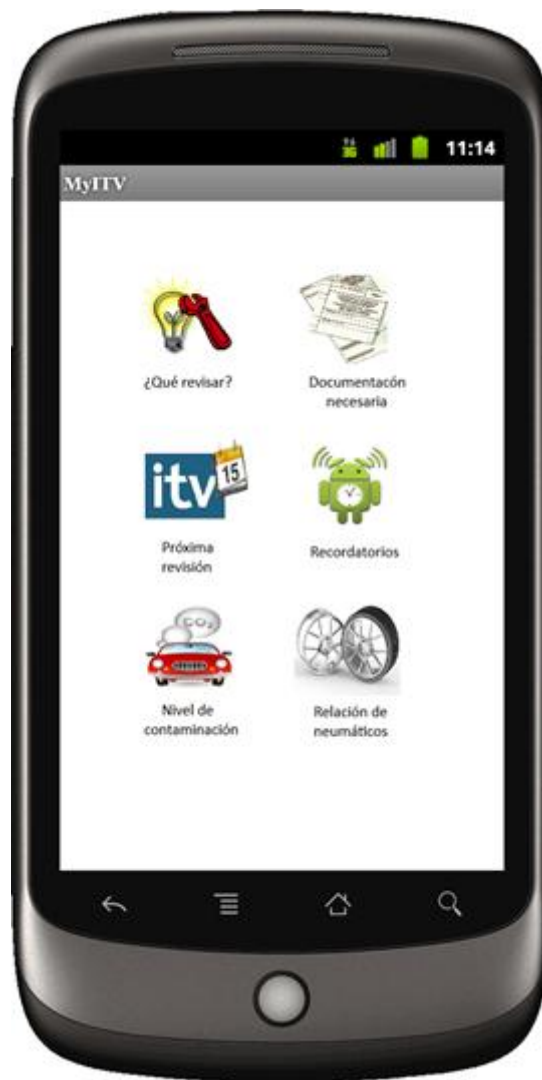 11:14
MyITV
¿Qué revisar?
Documentacón
necesaria
itv
15
Próxima
revisión
Recordatorios
CO₂
Nivel de
contaminación
Relación de
neumáticos